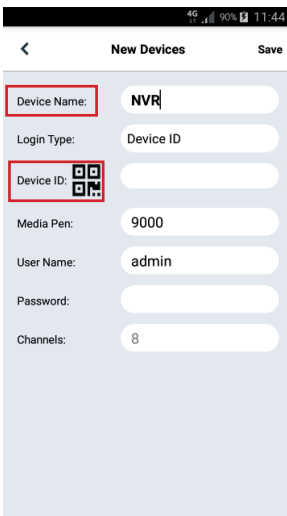 4G 90% 11:44
New Devices Save
Device Name: NVR
Login Type: Device ID
Device ID:
Media Pen: 9000
User Name: admin
Password:
Channels: 8